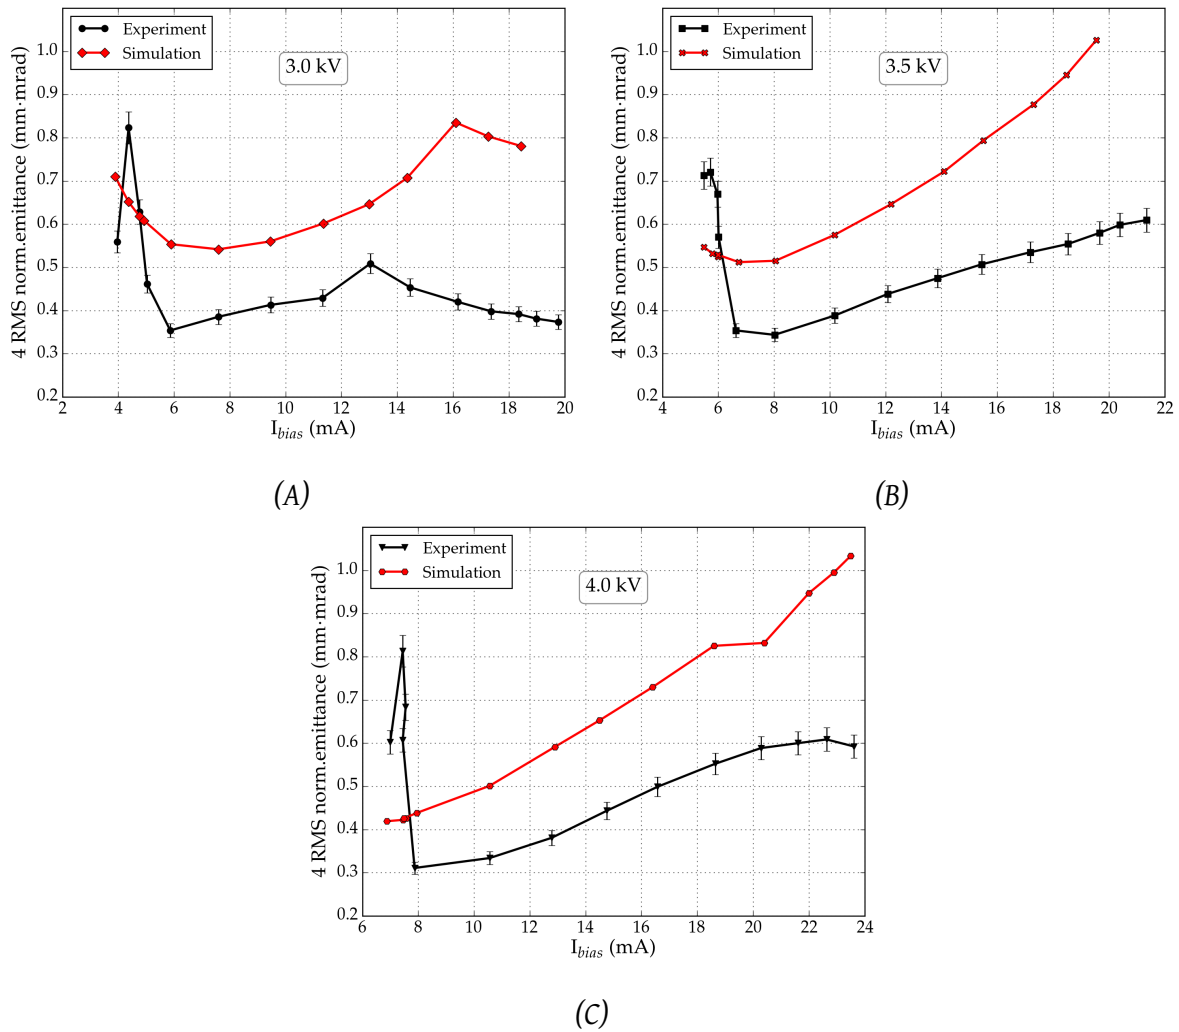 Experiment
Simulation
3.0 kV
4 RMS norm.emittance (mm·mrad)
1.0
0.9
0.8
0.7
0.6
0.5
0.4
0.3
0.2
2 4 6 8 10 12 14 16 18 20
I_bias (mA)
(A)
Experiment
Simulation
3.5 kV
4 RMS norm.emittance (mm·mrad)
1.0
0.9
0.8
0.7
0.6
0.5
0.4
0.3
0.2
4 6 8 10 12 14 16 18 20 22
I_bias (mA)
(B)
Experiment
Simulation
4.0 kV
4 RMS norm.emittance (mm·mrad)
1.0
0.9
0.8
0.7
0.6
0.5
0.4
0.3
0.2
6 8 10 12 14 16 18 20 22 24
I_bias (mA)
(C)